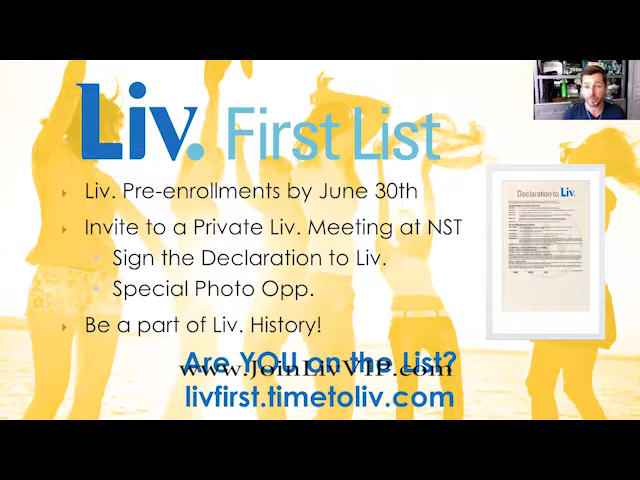 Liv. First List
Liv. Pre-enrollments by June 30th
Invite to a Private Liv. Meeting at NST
Sign the Declaration to Liv.
Special Photo Opp.
Be a part of Liv. History!
Declaration to Liv.
Are YOU on the List?
www.JoinLivVIP.com
livfirst.timetoliv.com